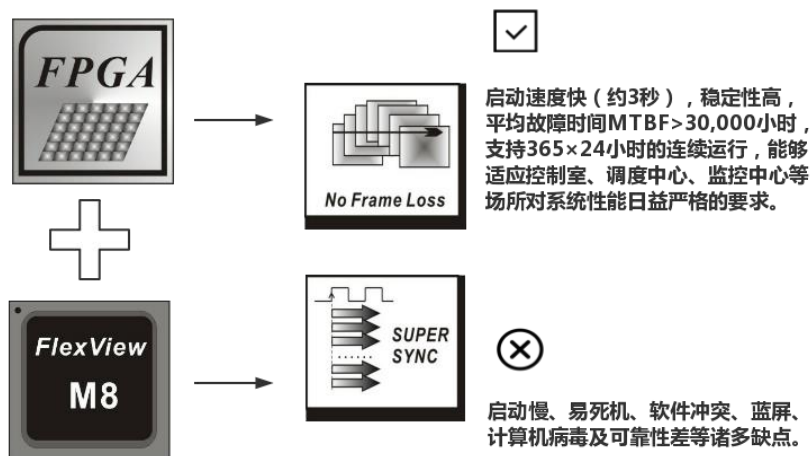 FPGA
No Frame Loss
启动速度快（约3秒），稳定性高，
平均故障时间MTBF>30,000小时，
支持365×24小时的连续运行，能够
适应控制室、调度中心、监控中心等
场所对系统性能日益严格的要求。
FlexView
M8
SUPER
SYNC
启动慢、易死机、软件冲突、蓝屏、
计算机病毒及可靠性差等诸多缺点。